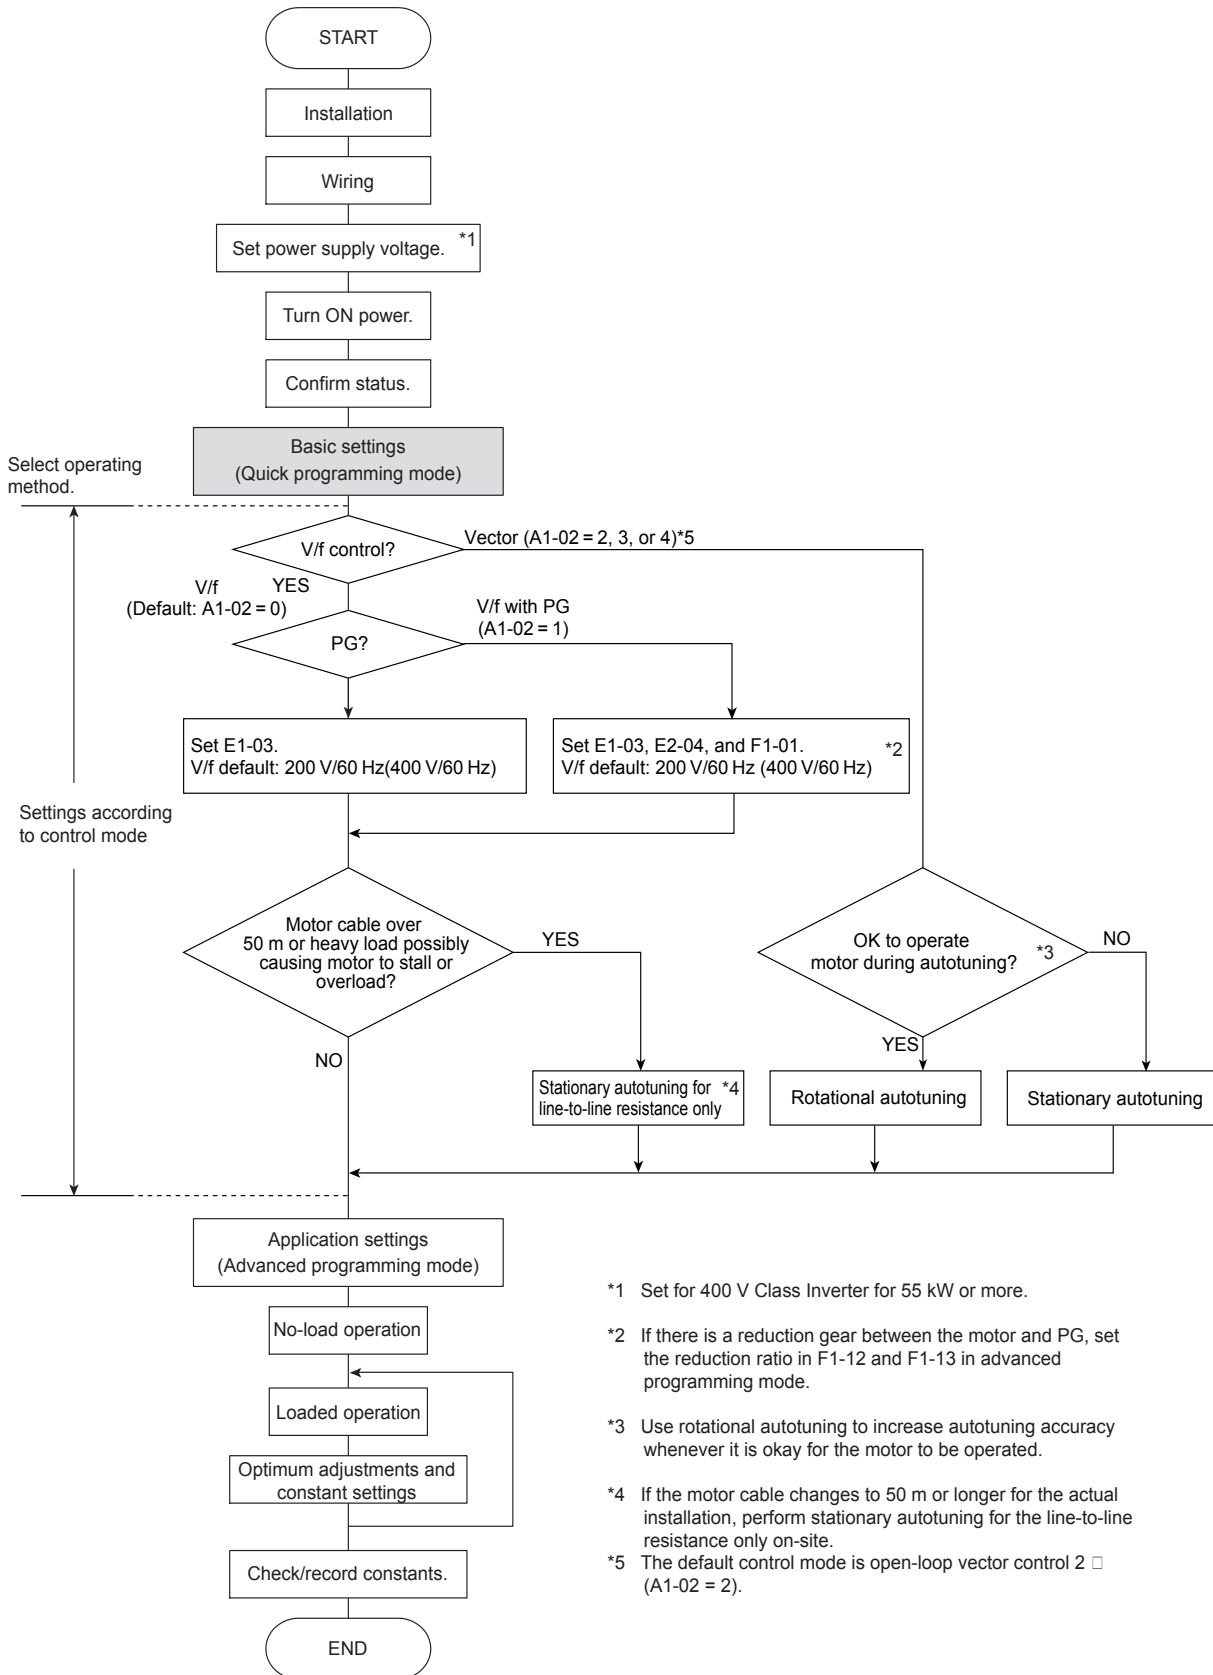 START
Installation
Wiring
Set power supply voltage. *1
Turn ON power.
Confirm status.
Basic settings
(Quick programming mode)
Select operating
method.
V/f control?
Vector (A1-02 = 2, 3, or 4)*5
V/f
(Default: A1-02 = 0)
YES
V/f with PG
(A1-02 = 1)
PG?
Set E1-03.
V/f default: 200 V/60 Hz(400 V/60 Hz)
Set E1-03, E2-04, and F1-01. *2
V/f default: 200 V/60 Hz (400 V/60 Hz)
Settings according
to control mode
Motor cable over
50 m or heavy load possibly
causing motor to stall or
overload?
YES
NO
OK to operate
motor during autotuning? *3
NO
YES
Stationary autotuning for *4
line-to-line resistance only
Rotational autotuning
Stationary autotuning
Application settings
(Advanced programming mode)
No-load operation
Loaded operation
Optimum adjustments and
constant settings
Check/record constants.
END
*1 Set for 400 V Class Inverter for 55 kW or more.
*2 If there is a reduction gear between the motor and PG, set
the reduction ratio in F1-12 and F1-13 in advanced
programming mode.
*3 Use rotational autotuning to increase autotuning accuracy
whenever it is okay for the motor to be operated.
*4 If the motor cable changes to 50 m or longer for the actual
installation, perform stationary autotuning for the line-to-line
resistance only on-site.
*5 The default control mode is open-loop vector control 2 □
(A1-02 = 2).